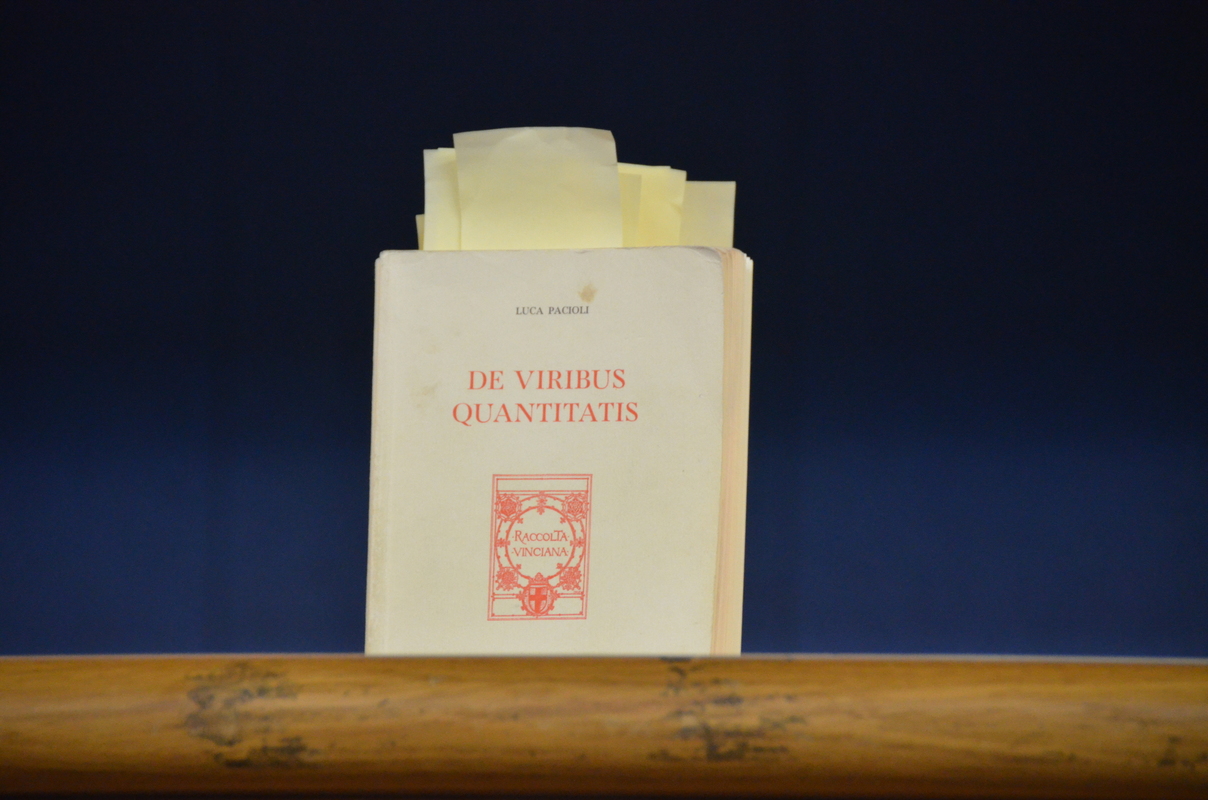 LUCA PACIOLI
DE VIRIBUS
QUANTITATIS
·RACCOLTA·
·VINCIANA·